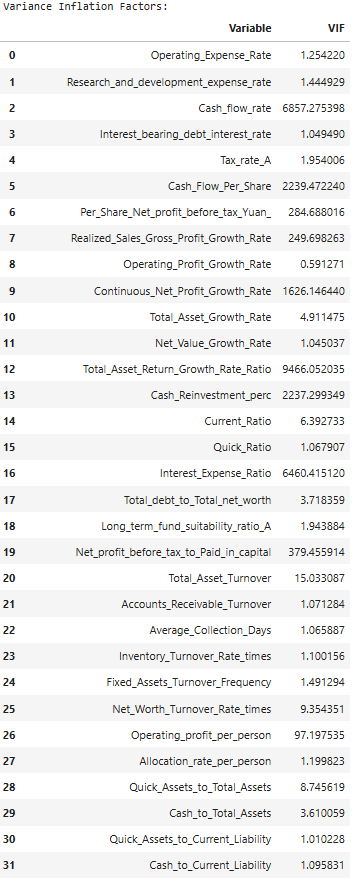 Variance Inflation Factors:
Variable VIF
0 Operating_Expense_Rate 1.254220
1 Research_and_development_expense_rate 1.444929
2 Cash_flow_rate 6857.275398
3 Interest_bearing_debt_interest_rate 1.049490
4 Tax_rate_A 1.954006
5 Cash_Flow_Per_Share 2239.472240
6 Per_Share_Net_profit_before_tax_Yuan_ 284.688016
7 Realized_Sales_Gross_Profit_Growth_Rate 249.698263
8 Operating_Profit_Growth_Rate 0.591271
9 Continuous_Net_Profit_Growth_Rate 1626.146440
10 Total_Asset_Growth_Rate 4.911475
11 Net_Value_Growth_Rate 1.045037
12 Total_Asset_Return_Growth_Rate_Ratio 9466.052035
13 Cash_Reinvestment_perc 2237.299349
14 Current_Ratio 6.392733
15 Quick_Ratio 1.067907
16 Interest_Expense_Ratio 6460.415120
17 Total_debt_to_Total_net_worth 3.718359
18 Long_term_fund_suitability_ratio_A 1.943884
19 Net_profit_before_tax_to_Paid_in_capital 379.455914
20 Total_Asset_Turnover 15.033087
21 Accounts_Receivable_Turnover 1.071284
22 Average_Collection_Days 1.065887
23 Inventory_Turnover_Rate_times 1.100156
24 Fixed_Assets_Turnover_Frequency 1.491294
25 Net_Worth_Turnover_Rate_times 9.354351
26 Operating_profit_per_person 97.197535
27 Allocation_rate_per_person 1.199823
28 Quick_Assets_to_Total_Assets 8.745619
29 Cash_to_Total_Assets 3.610059
30 Quick_Assets_to_Current_Liability 1.010228
31 Cash_to_Current_Liability 1.095831